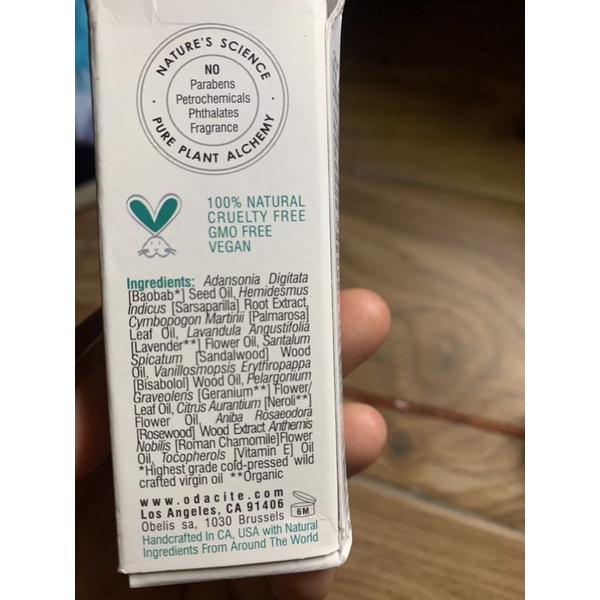 NATURE'S SCIENCE
NO
Parabens
Petrochemicals
Phthalates
Fragrance
PURE PLANT ALCHEMY
100% NATURAL
CRUELTY FREE
GMO FREE
VEGAN
Ingredients: Adansonia Digitata
[Baobab*] Seed Oil, Hemidesmus
Indicus [Sarsaparilla] Root Extract,
Cymbopogon Martinii [Palmarosa]
Leaf Oil, Lavandula Angustifolia
[Lavender**] Flower Oil, Santalum
Spicatum [Sandalwood] Wood
Oil, Vanillosmopsis Erythropappa
[Bisabolol] Wood Oil, Pelargonium
Graveolens [Geranium**] Flower/
Leaf Oil, Citrus Aurantium [Neroli**]
Flower Oil, Aniba Rosaeodora
[Rosewood] Wood Extract Anthemis
Nobilis [Roman Chamomile]Flower
Oil, Tocopherols [Vitamin E] Oil
*Highest grade cold-pressed wild
crafted virgin oil **Organic
www.odacite.com
Los Angeles, CA 91406
6M
Obelis sa, 1030 Brussels
Handcrafted In CA, USA with Natural
Ingredients From Around The World